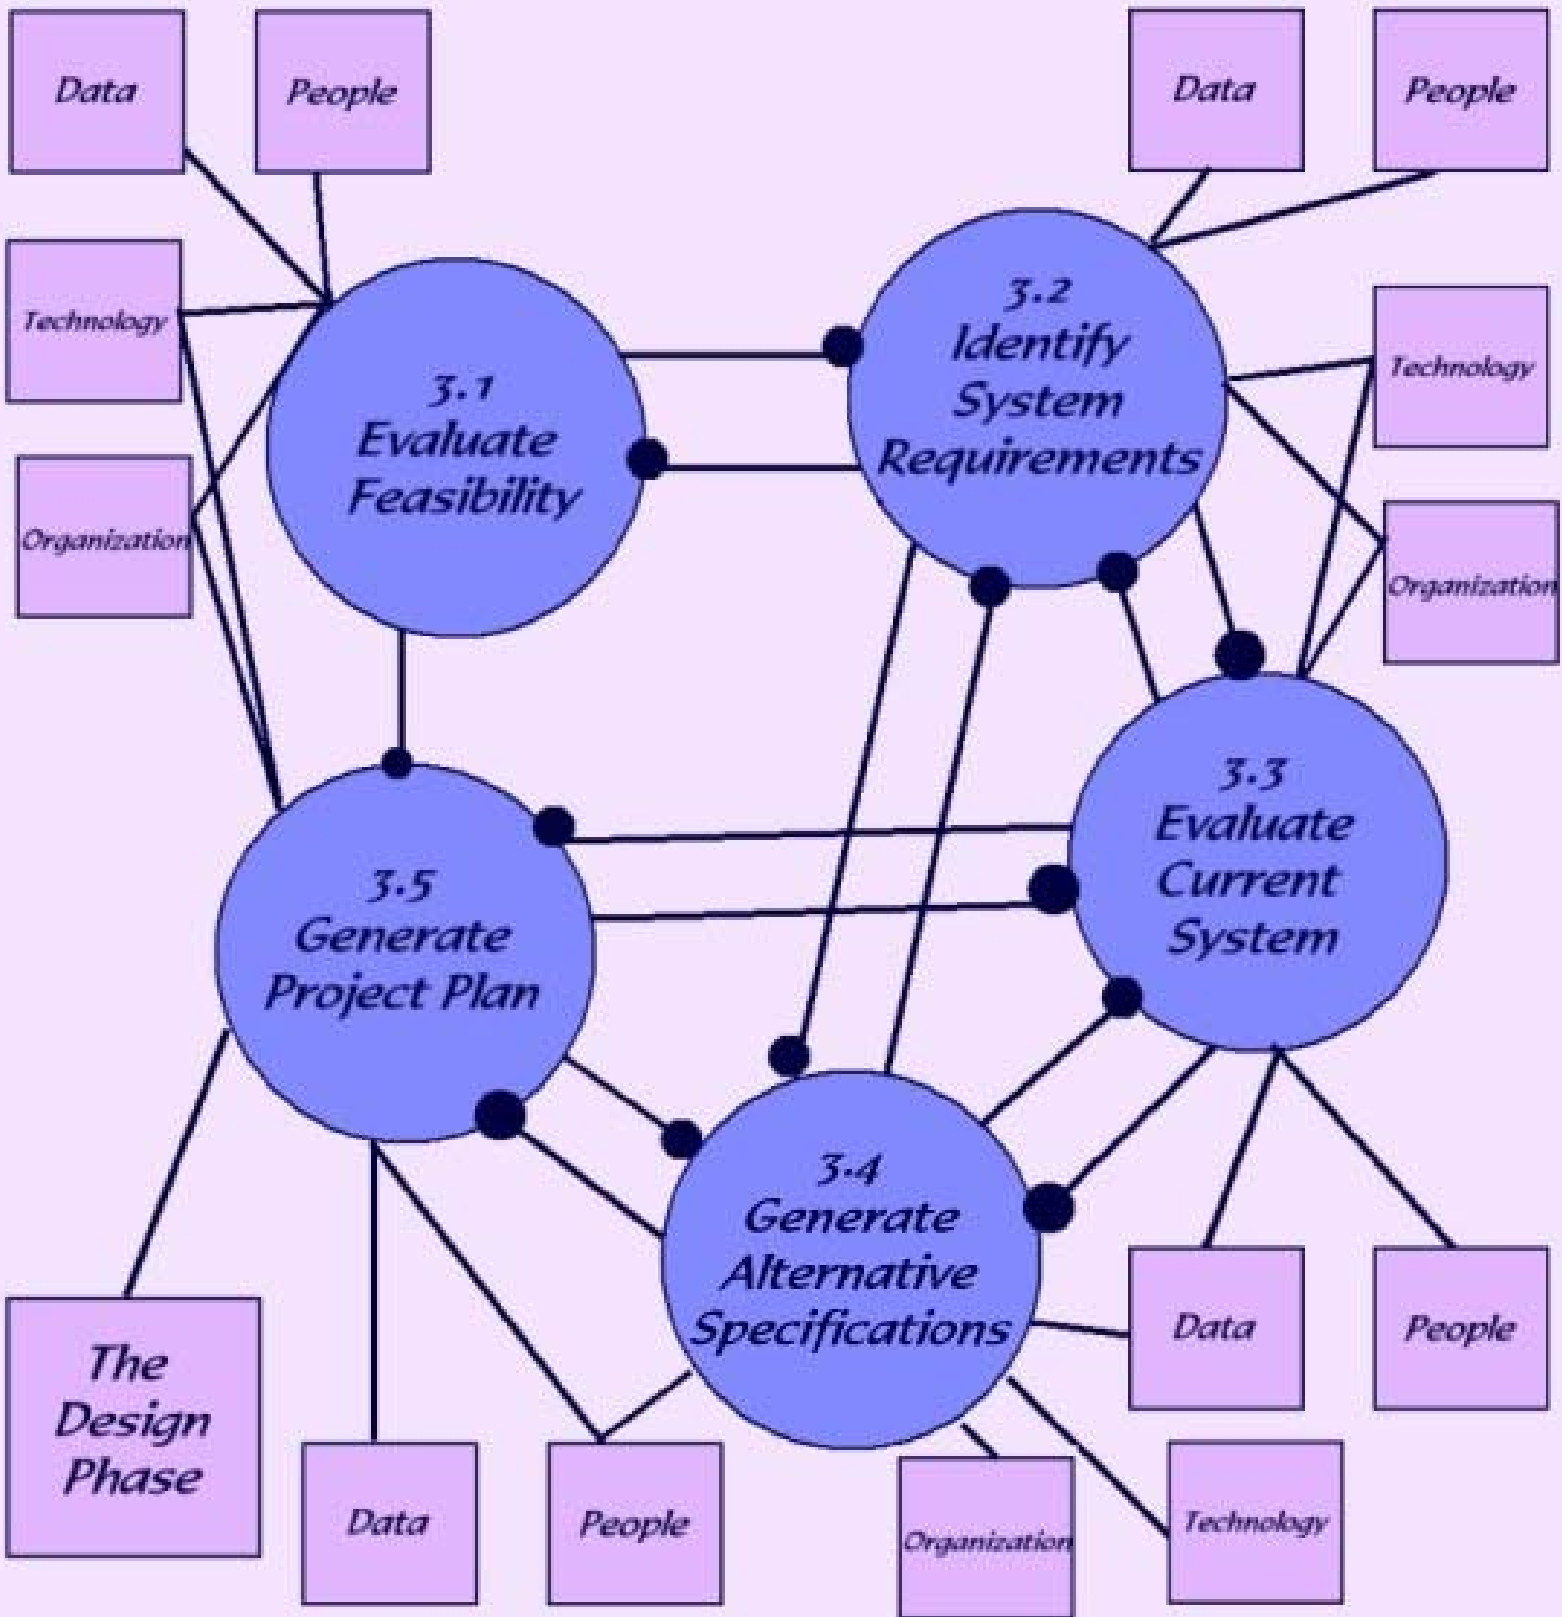 Data
People
Data
People
Technology
3.2
Identify
System
Requirements
Technology
3.1
Evaluate
Feasibility
Organization
Organization
3.3
Evaluate
Current
System
3.5
Generate
Project Plan
3.4
Generate
Alternative
Specifications
Data
People
The
Design
Phase
Data
People
Organization
Technology